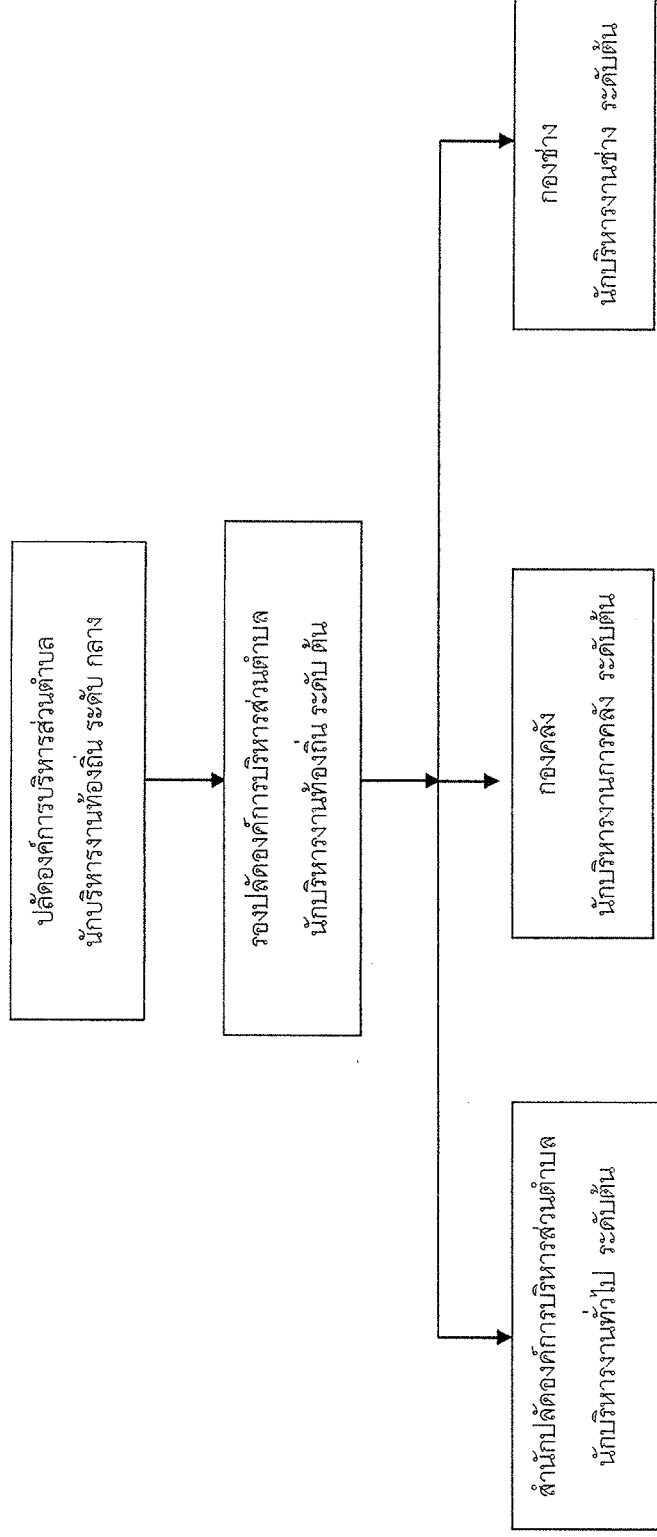 ปลัดองค์การบริหารส่วนตำบล
นักบริหารงานท้องถิ่น ระดับ กลาง
รองปลัดองค์การบริหารส่วนตำบล
นักบริหารงานท้องถิ่น ระดับ ต้น
สำนักปลัดองค์การบริหารส่วนตำบล
นักบริหารงานทั่วไป ระดับต้น
กองคลัง
นักบริหารงานการคลัง ระดับต้น
กองช่าง
นักบริหารงานช่าง ระดับต้น